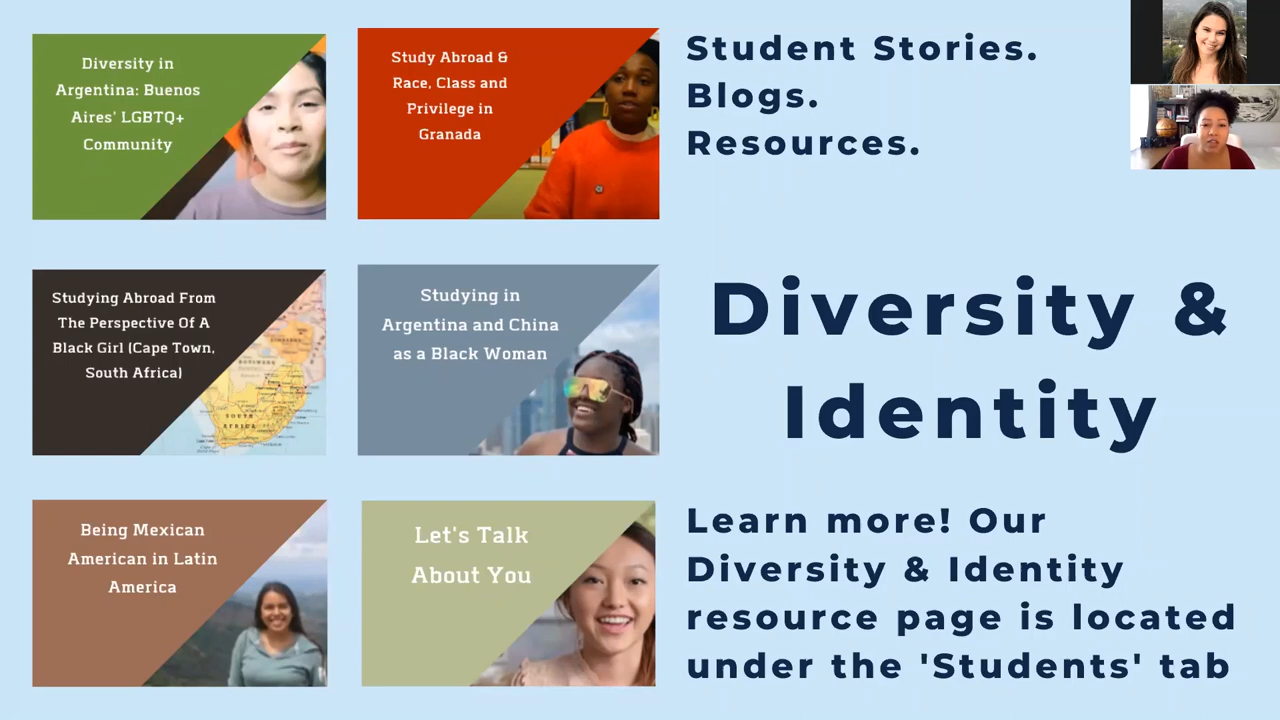 Diversity in
Argentina: Buenos
Aires' LGBTQ+
Community
Study Abroad &
Race, Class and
Privilege in
Granada
Student Stories.
Blogs.
Resources.
Studying Abroad From
The Perspective Of A
Black Girl (Cape Town,
South Africa)
SOUTH
AFRICA
Studying in
Argentina and China
as a Black Woman
Diversity &
Identity
Being Mexican
American in Latin
America
Let's Talk
About You
Learn more! Our
Diversity & Identity
resource page is located
under the 'Students' tab